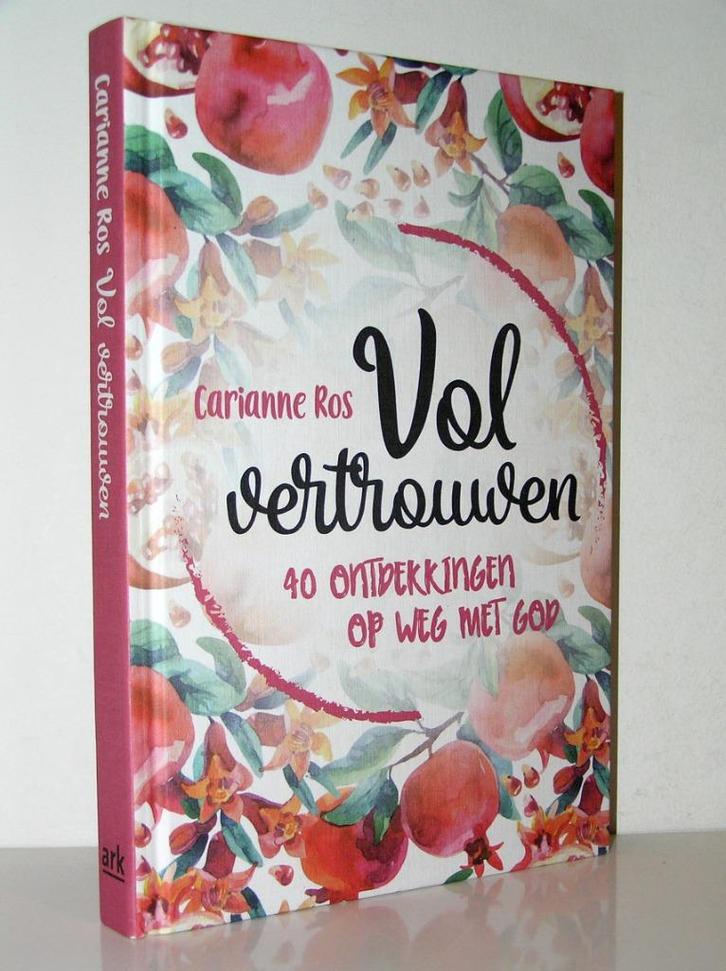 Carianne Ros Vol vertrouwen
ark
Carianne Ros
Vol
vertrouwen
40 ONTDEKKINGEN
OP WEG MET GOD